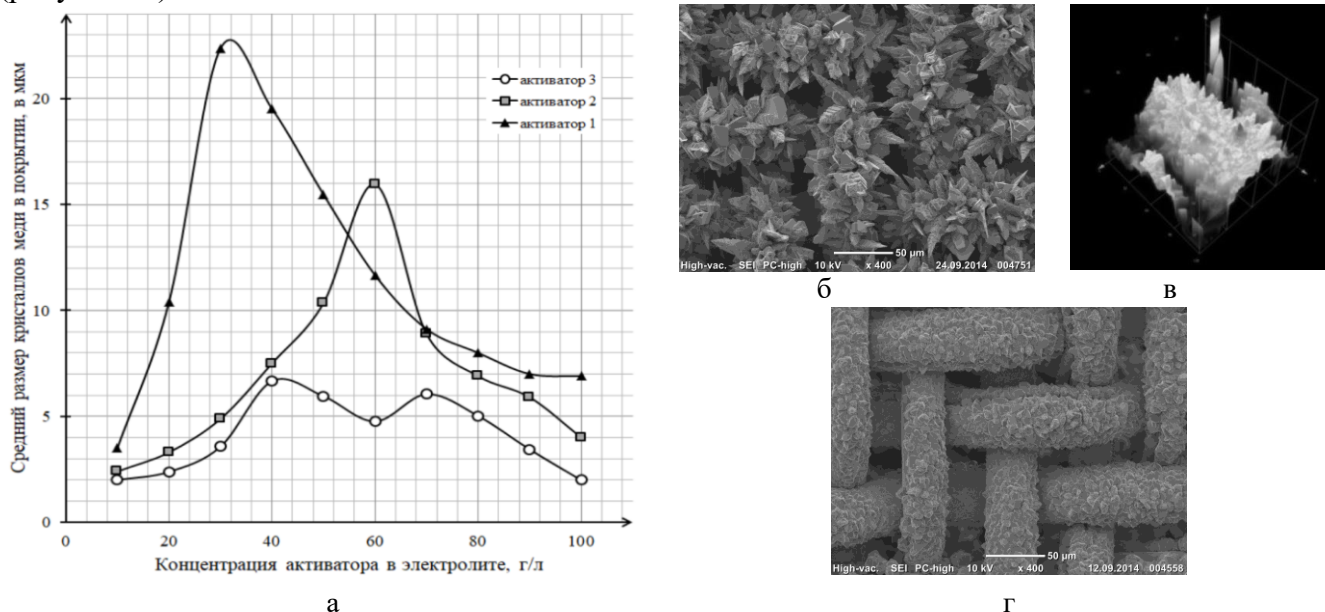 20
15
10
5
0
Средний размер кристаллов меди в покрытии, в мкм
активатор 3
активатор 2
активатор 1
0 20 40 60 80 100
Концентрация активатора в электролите, г/л
а
50 µm
High-vac. SEI PC-high 10 kV x 400 24.09.2014 004751
б
в
50 µm
High-vac. SEI PC-high 10 kV x 400 12.09.2014 004558
г